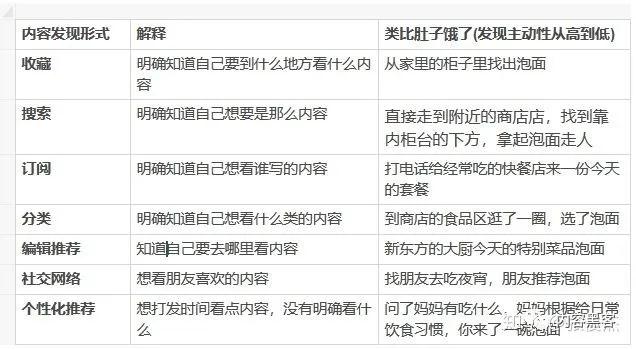 内容发现形式 解释 类比肚子饿了(发现主动性从高到低)
收藏 明确知道自己要到什么地方看什么内 从家里的柜子里找出泡面
容
搜索 明确知道自己想要是那么内容 直接走到附近的商店店，找到靠
内柜台的下方，拿起泡面走人
订阅 明确知道自己想看谁写的内容 打电话给经常吃的快餐店来一份今天
的套餐
分类 明确知道自己想看什么类的内容 到商店的食品区逛了一圈，选了泡面
编辑推荐 知道自己要去哪里看内容 新东方的大厨今天的特别菜品泡面
社交网络 想看朋友喜欢的内容 找朋友去吃夜宵，朋友推荐泡面
个性化推荐 想打发时间看点内容，没有明确看什 问了妈妈有吃什么，妈妈根据给日常
么 饮食习惯，你来了一碗泡面
内容黑客